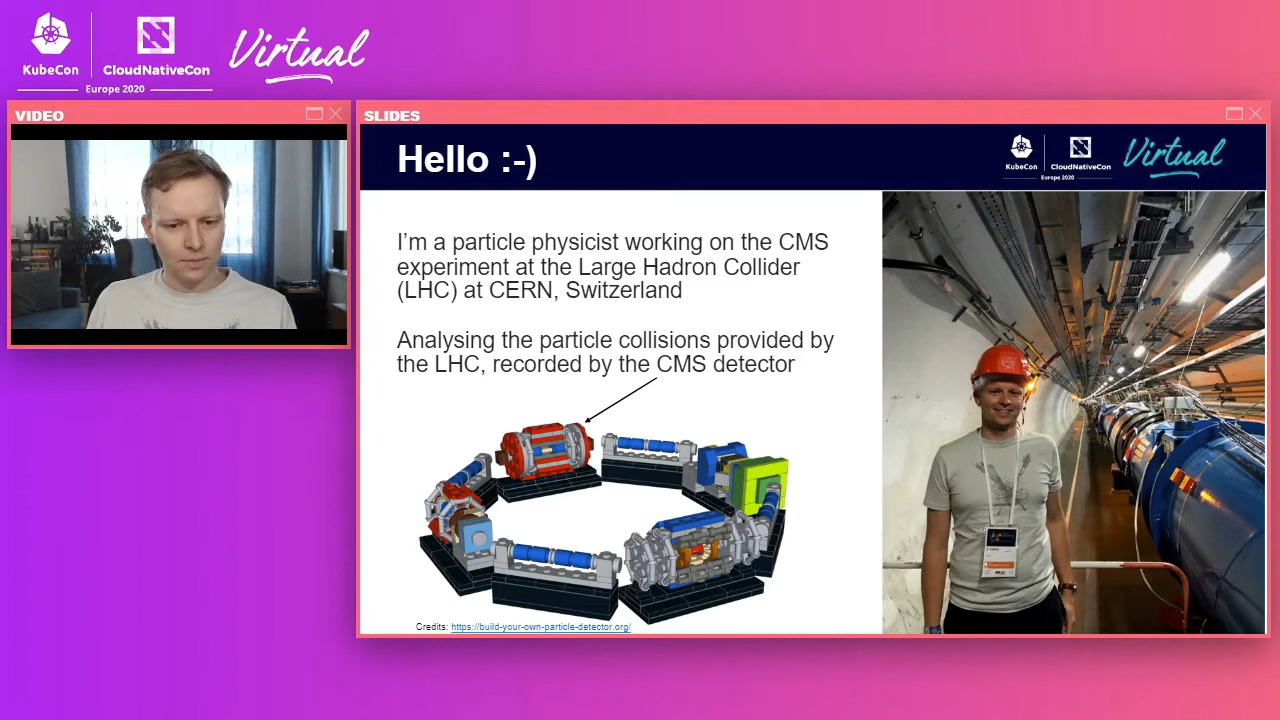 KubeCon
CloudNativeCon
Virtual
Europe 2020
VIDEO
SLIDES
Hello :-)
KubeCon
CloudNativeCon
Virtual
Europe 2020
I'm a particle physicist working on the CMS
experiment at the Large Hadron Collider
(LHC) at CERN, Switzerland
Analysing the particle collisions provided by
the LHC, recorded by the CMS detector
Credits: https://build-your-own-particle-detector.org/